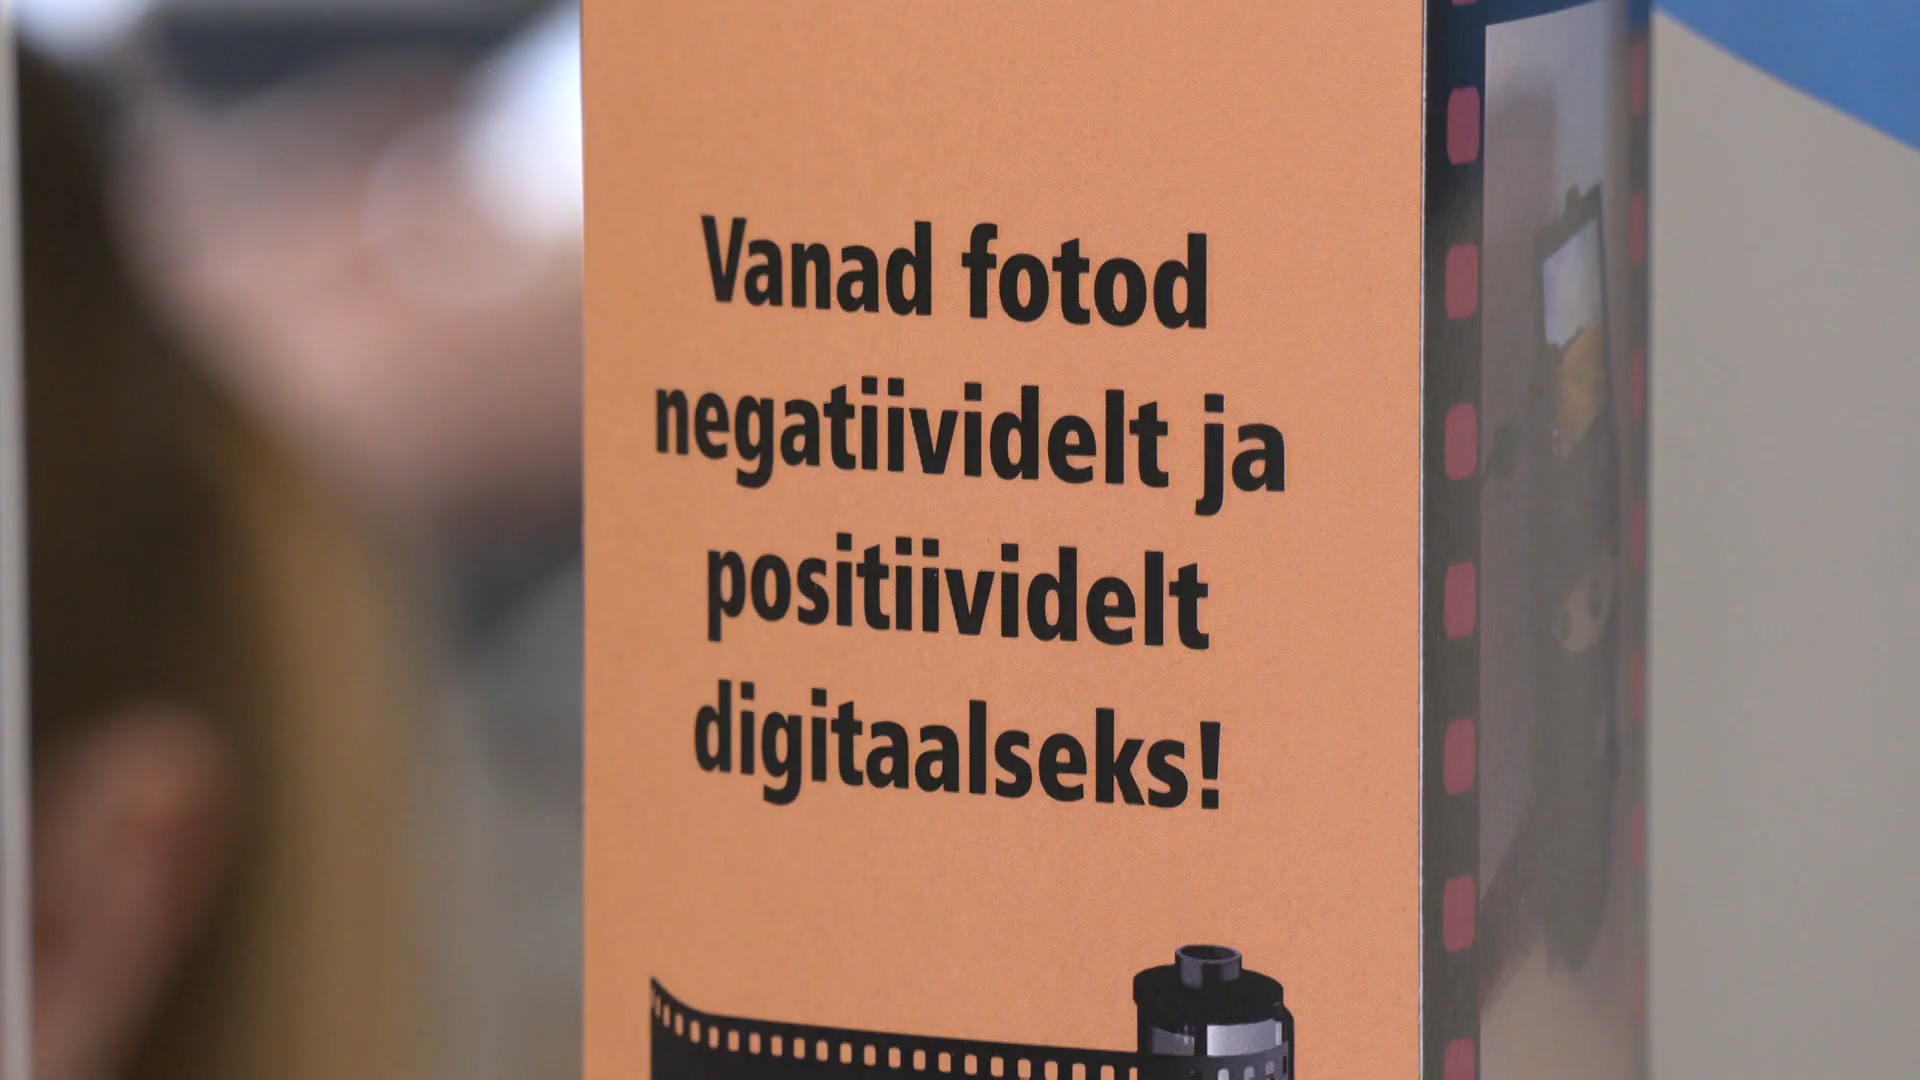 Vanad fotod
negatiividelt ja
positiividelt
digitaalseks!